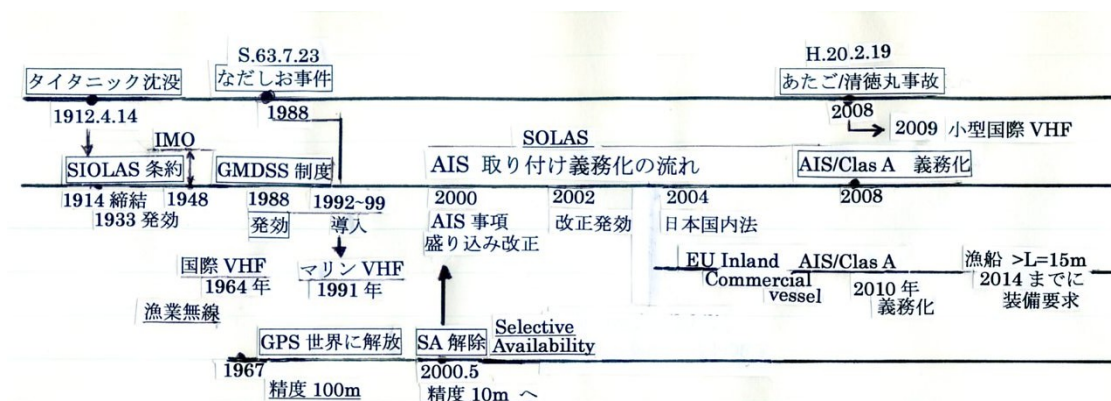 S.63.7.23
H.20.2.19
タイタニック沈没
なだしお事件
あたご/清徳丸事故
1912.4.14
1988
2008
2009 小型国際 VHF
IMO
SOLAS
SIOLAS 条約
GMDSS 制度
AIS 取り付け義務化の流れ
AIS/Clas A 義務化
1914 締結
1948
1988
1992~99
2000
2002
2004
2008
1933 発効
発効
導入
AIS 事項
改正発効
日本国内法
盛り込み改正
国際 VHF
マリン VHF
EU Inland
AIS/Clas A
漁船 >L=15m
1964 年
1991 年
Commercial
2010 年
2014 までに
vessel
義務化
装備要求
漁業無線
GPS 世界に解放
SA 解除
Selective
Availability
1967
2000.5
精度 100m
精度 10m へ